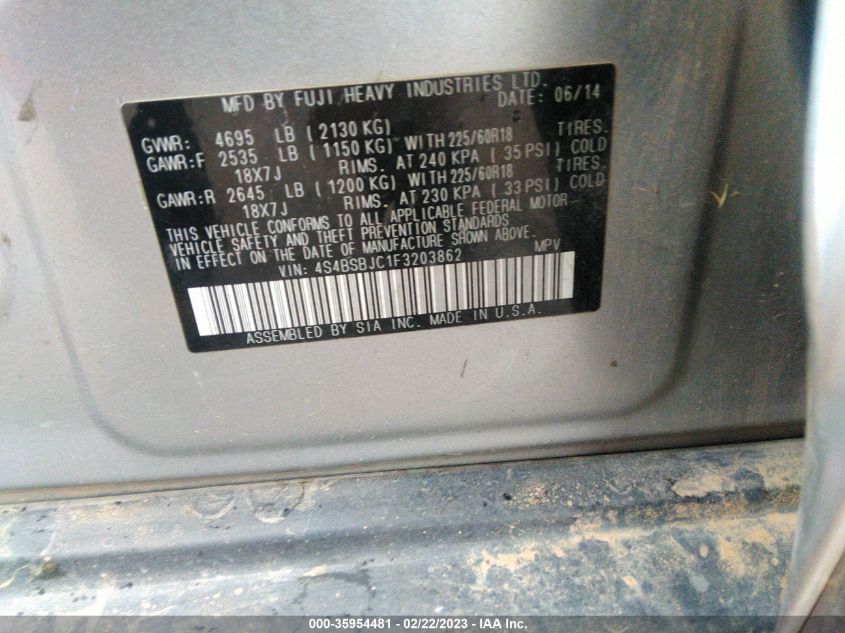 MFD BY FUJI HEAVY INDUSTRIES LTD.
DATE: 06/14
GVWR: 4695 LB (2130 KG)
GAWR:F 2535 LB (1150 KG) WITH 225/60R18 TIRES.
18X7J RIMS. AT 240 KPA (35 PSI) COLD
GAWR:R 2645 LB (1200 KG) WITH 225/60R18 TIRES.
18X7J RIMS. AT 230 KPA (33 PSI) COLD
THIS VEHICLE CONFORMS TO ALL APPLICABLE FEDERAL MOTOR
VEHICLE SAFETY AND THEFT PREVENTION STANDARDS
IN EFFECT ON THE DATE OF MANUFACTURE SHOWN ABOVE.
VIN: 4S4BSBJC1F3203862 MPV
ASSEMBLED BY SIA INC. MADE IN U.S.A.
000-35954481 - 02/22/2023 - IAA Inc.